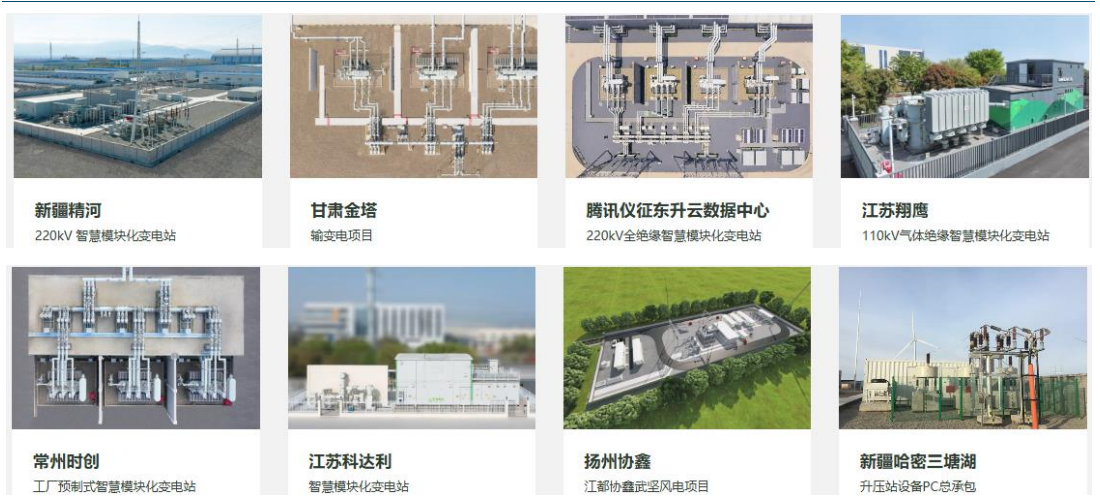 新疆精河
220kV 智慧模块化变电站
甘肃金塔
输变电项目
腾讯仪征东升云数据中心
220kV全绝缘智慧模块化变电站
江苏翔鹰
110kV气体绝缘智慧模块化变电站
常州时创
工厂预制式智慧模块化变电站
江苏科达利
智慧模块化变电站
扬州协鑫
江都协鑫武坚风电项目
新疆哈密三塘湖
升压站设备PC总承包